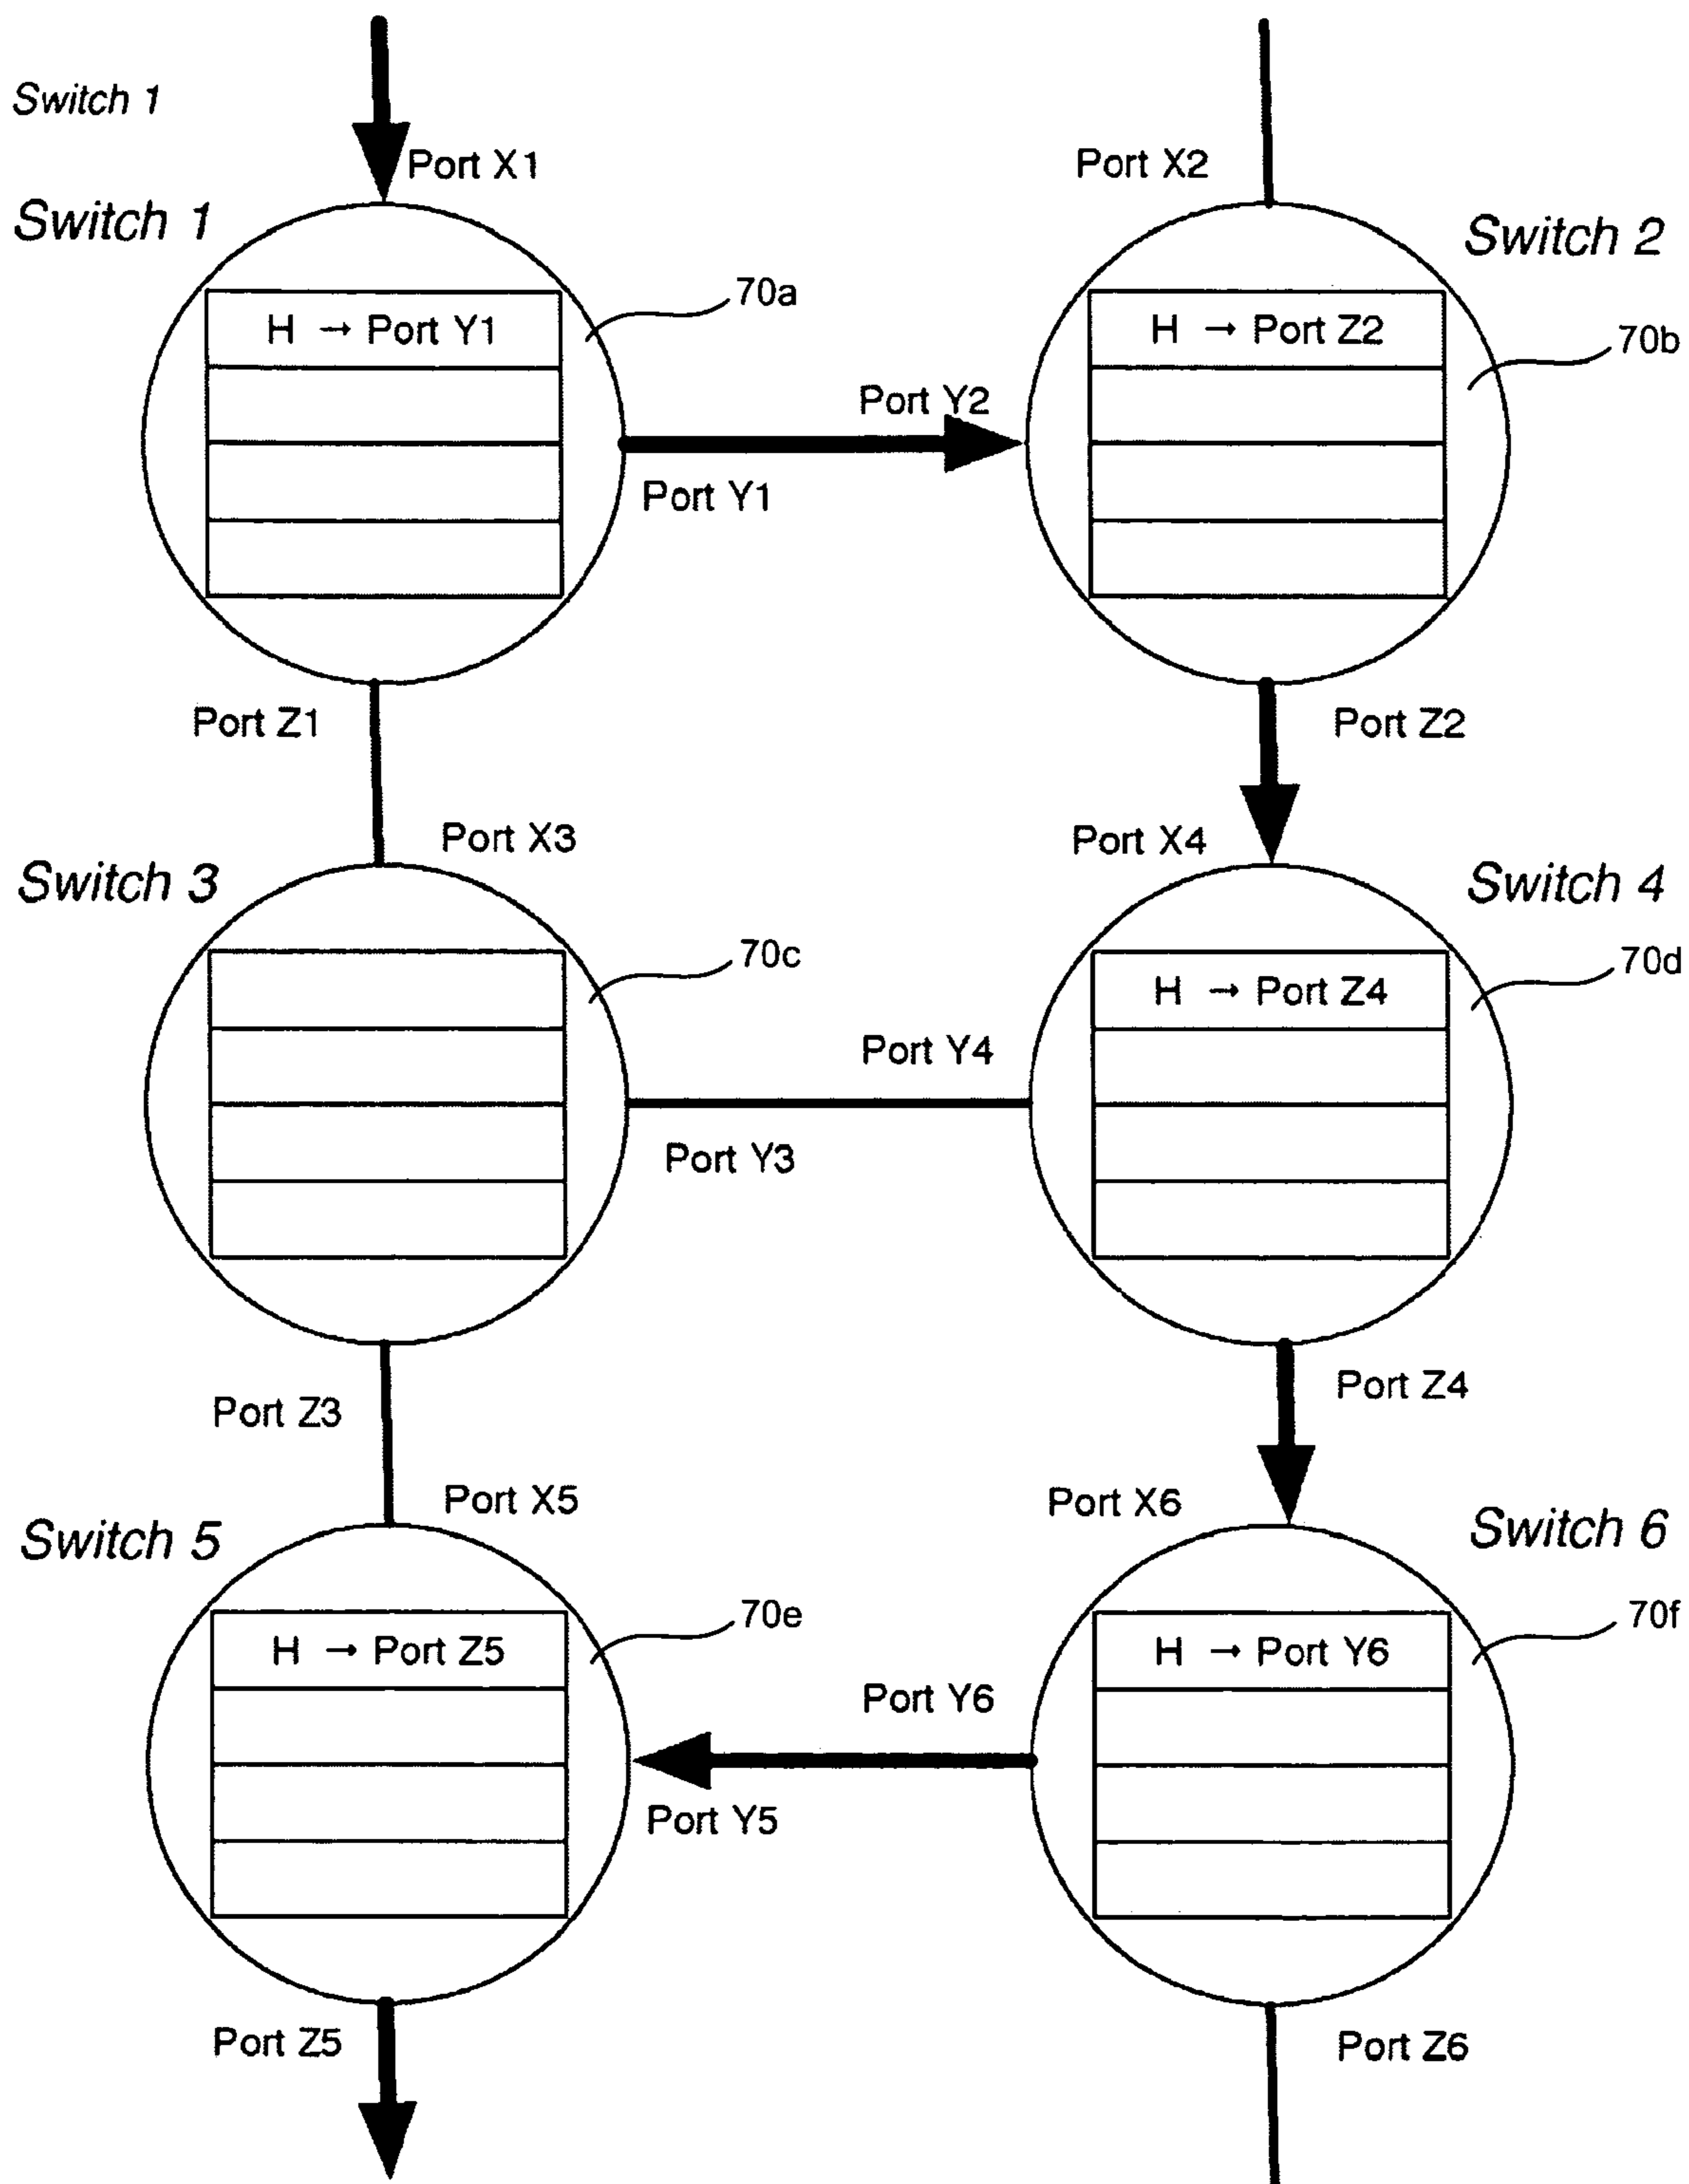 Switch 1
Port X1
Port X2
Switch 1
Switch 2
70a
H → Port Y1
H → Port Z2
70b
Port Y2
Port Y1
Port Z1
Port Z2
Port X3
Port X4
Switch 3
Switch 4
70c
70d
H → Port Z4
Port Y4
Port Y3
Port Z3
Port Z4
Port X5
Port X6
Switch 5
Switch 6
70e
70f
H → Port Z5
H → Port Y6
Port Y6
Port Y5
Port Z5
Port Z6